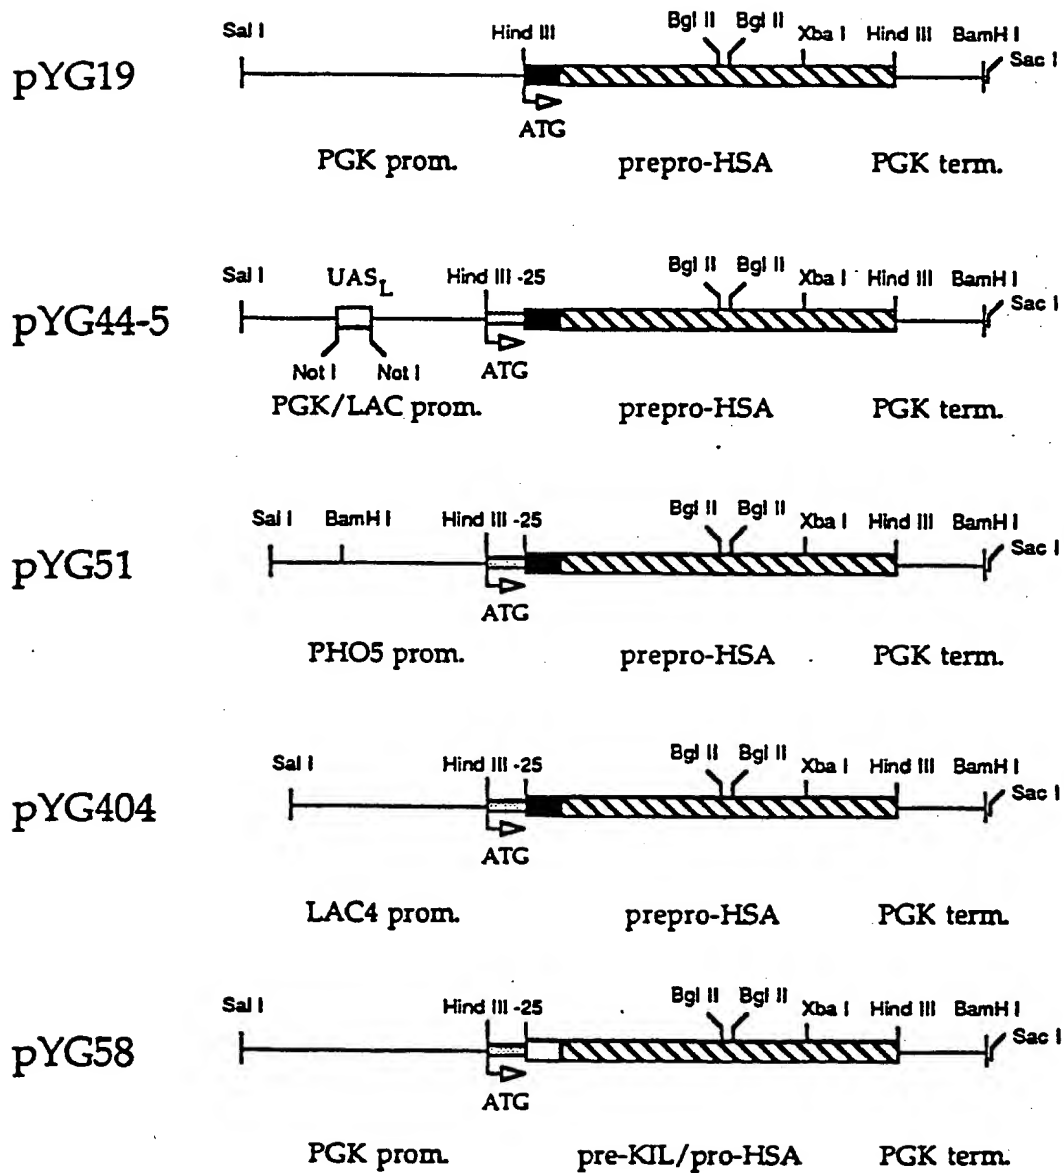 pYG19
Sal I Hind III Bgl II Bgl II Xba I Hind III BamH I Sac I
ATG
PGK prom. prepro-HSA PGK term.
pYG44-5
Sal I UASL Hind III -25 Bgl II Bgl II Xba I Hind III BamH I Sac I
Not I Not I ATG
PGK/LAC prom. prepro-HSA PGK term.
pYG51
Sal I BamH I Hind III -25 Bgl II Bgl II Xba I Hind III BamH I Sac I
ATG
PHO5 prom. prepro-HSA PGK term.
pYG404
Sal I Hind III -25 Bgl II Bgl II Xba I Hind III BamH I Sac I
ATG
LAC4 prom. prepro-HSA PGK term.
pYG58
Sal I Hind III -25 Bgl II Bgl II Xba I Hind III BamH I Sac I
ATG
PGK prom. pre-KIL/pro-HSA PGK term.